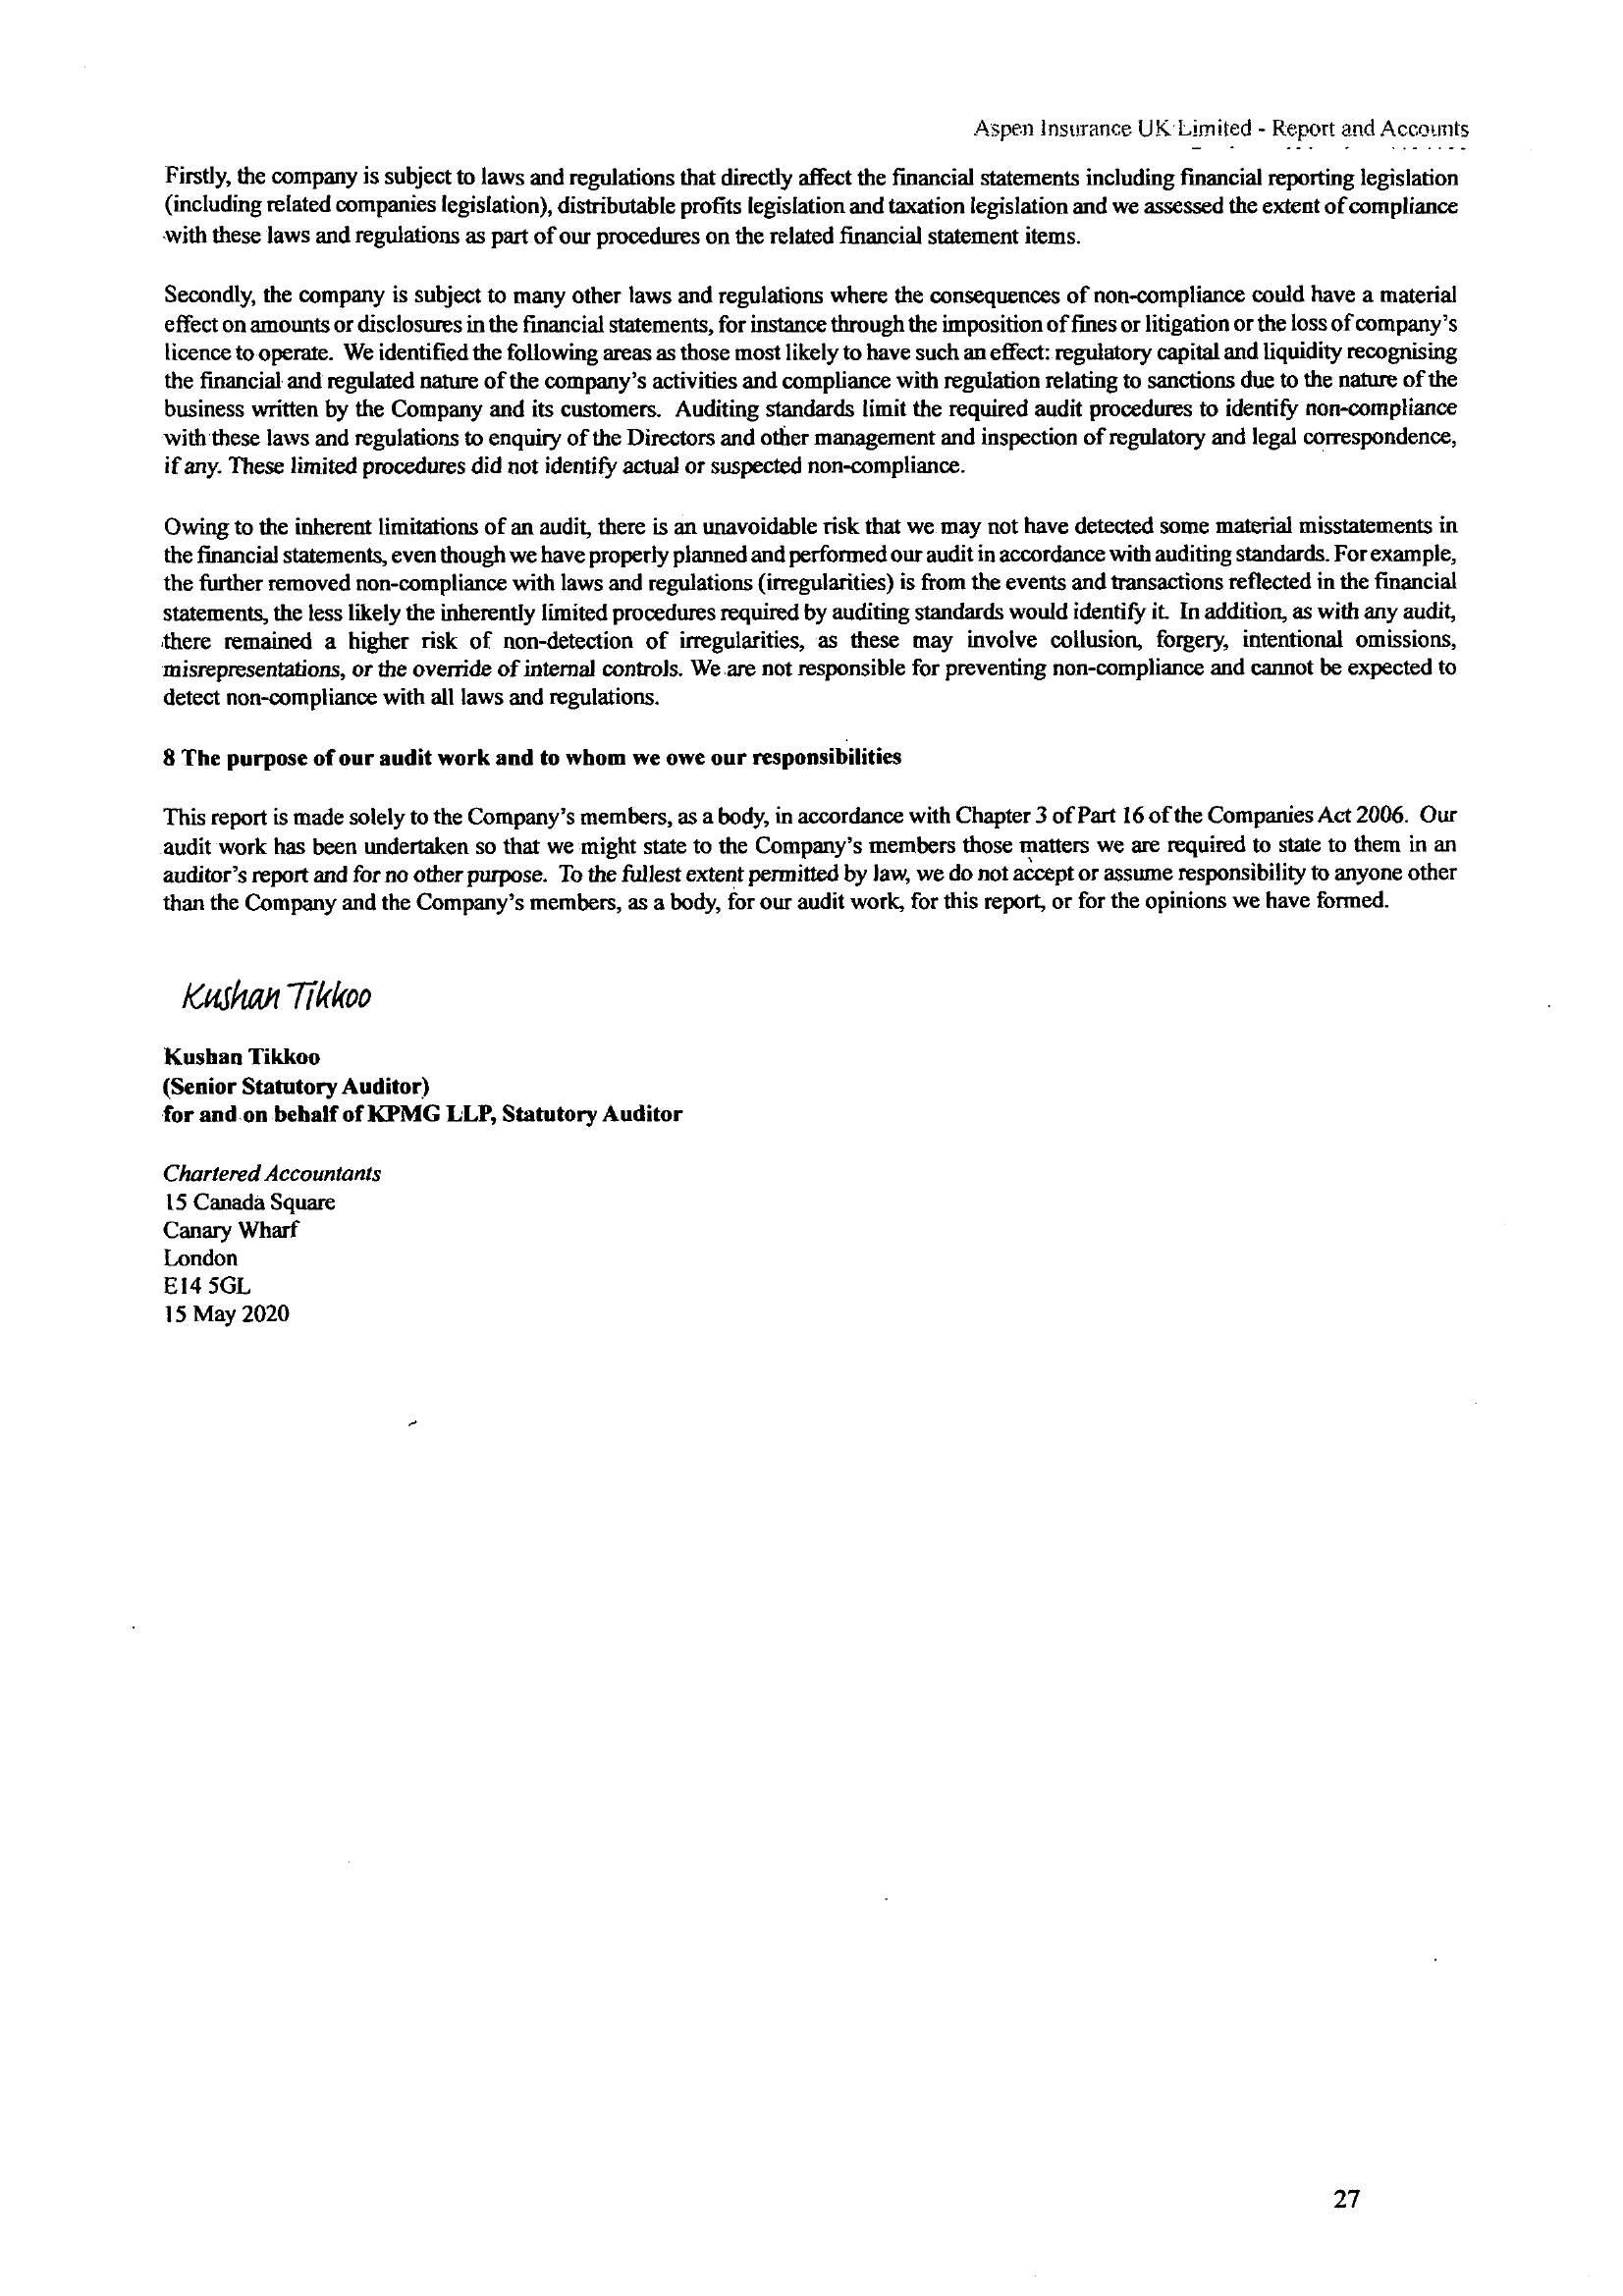 Aspen Insurance UK Limited - Report and Accounts
Firstly, the company is subject to laws and regulations that directly affect the financial statements including financial reporting legislation
(including related companies legislation), distributable profits legislation and taxation legislation and we assessed the extent of compliance
with these laws and regulations as part of our procedures on the related financial statement items.
Secondly, the company is subject to many other laws and regulations where the consequences of non-compliance could have a material
effect on amounts or disclosures in the financial statements, for instance through the imposition of fines or litigation or the loss of company's
licence to operate. We identified the following areas as those most likely to have such an effect: regulatory capital and liquidity recognising
the financial and regulated nature of the company's activities and compliance with regulation relating to sanctions due to the nature of the
business written by the Company and its customers. Auditing standards limit the required audit procedures to identify non-compliance
with these laws and regulations to enquiry of the Directors and other management and inspection of regulatory and legal correspondence,
if any. These limited procedures did not identify actual or suspected non-compliance.
Owing to the inherent limitations of an audit, there is an unavoidable risk that we may not have detected some material misstatements in
the financial statements, even though we have properly planned and performed our audit in accordance with auditing standards. For example,
the further removed non-compliance with laws and regulations (irregularities) is from the events and transactions reflected in the financial
statements, the less likely the inherently limited procedures required by auditing standards would identify it. In addition, as with any audit,
there remained a higher risk of non-detection of irregularities, as these may involve collusion, forgery, intentional omissions,
misrepresentations, or the override of internal controls. We are not responsible for preventing non-compliance and cannot be expected to
detect non-compliance with all laws and regulations.
8 The purpose of our audit work and to whom we owe our responsibilities
This report is made solely to the Company's members, as a body, in accordance with Chapter 3 of Part 16 of the Companies Act 2006. Our
audit work has been undertaken so that we might state to the Company's members those matters we are required to state to them in an
auditor's report and for no other purpose. To the fullest extent permitted by law, we do not accept or assume responsibility to anyone other
than the Company and the Company's members, as a body, for our audit work, for this report, or for the opinions we have formed.
Kushan Tikkoo
Kushan Tikkoo
(Senior Statutory Auditor)
for and on behalf of KPMG LLP, Statutory Auditor
Chartered Accountants
15 Canada Square
Canary Wharf
London
E14 5GL
15 May 2020
27